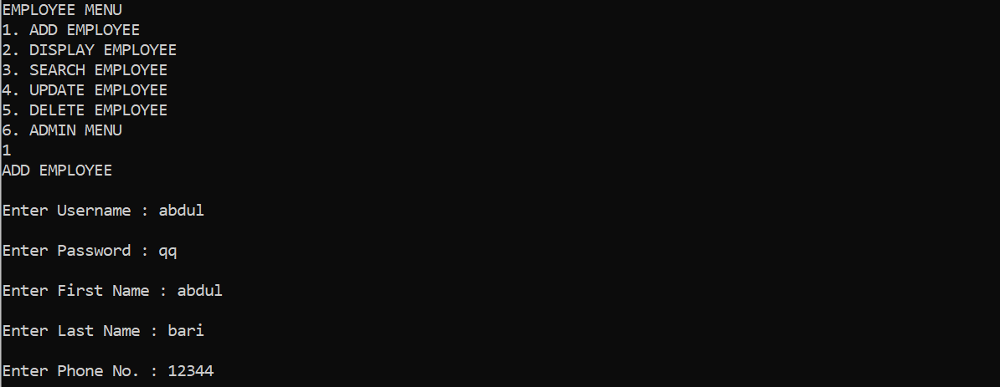 EMPLOYEE MENU
1. ADD EMPLOYEE
2. DISPLAY EMPLOYEE
3. SEARCH EMPLOYEE
4. UPDATE EMPLOYEE
5. DELETE EMPLOYEE
6. ADMIN MENU
1
ADD EMPLOYEE
Enter Username : abdul
Enter Password : qq
Enter First Name : abdul
Enter Last Name : bari
Enter Phone No. : 12344